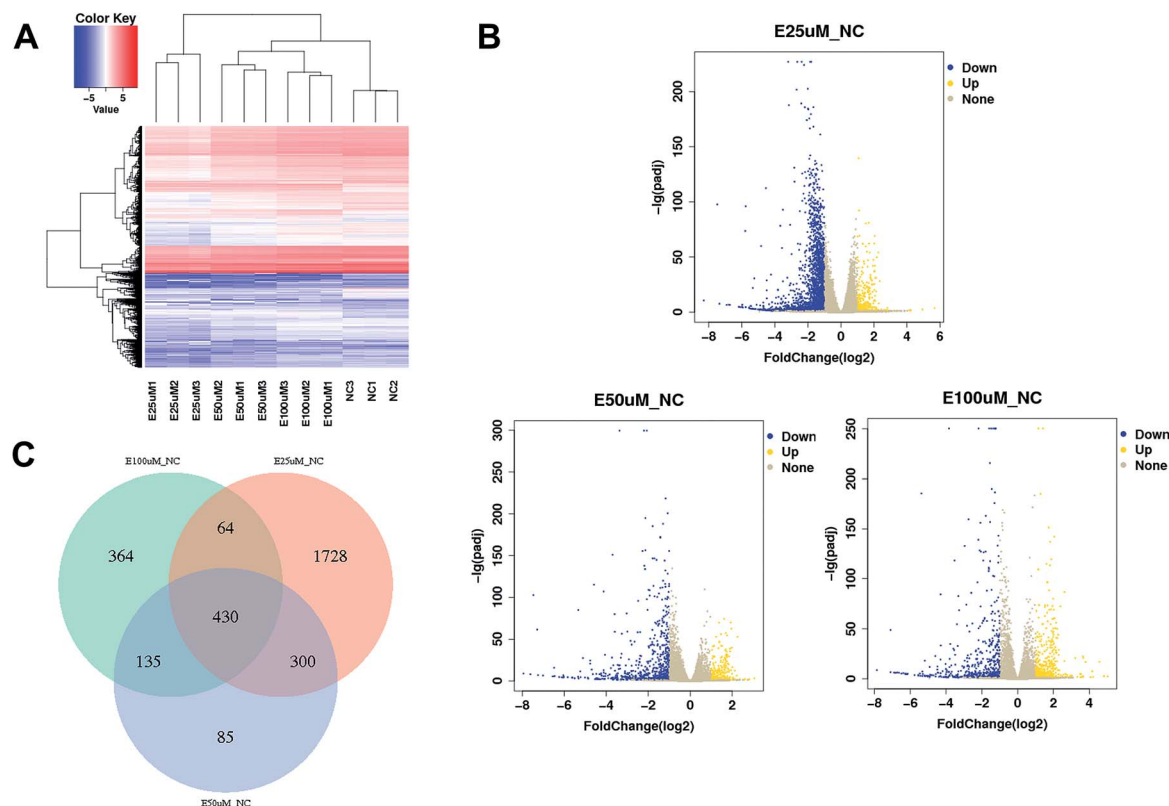 A
Color Key
-5
5
Value
E25uM1
E25uM2
E25uM3
E50uM2
E50uM1
E50uM3
E100uM3
E100uM2
E100uM1
NC3
NC1
NC2
B
E25uM_NC
Down
Up
None
200
150
100
50
0
-lg(padj)
-8 -6 -4 -2 0 2 4 6
FoldChange(log2)
E50uM_NC
Down
Up
None
300
250
200
150
100
50
0
-lg(padj)
-8 -6 -4 -2 0 2
FoldChange(log2)
E100uM_NC
Down
Up
None
250
200
150
100
50
0
-lg(padj)
-8 -6 -4 -2 0 2 4
FoldChange(log2)
C
E100uM_NC
E25uM_NC
64
364
1728
430
135
300
85
E50uM_NC